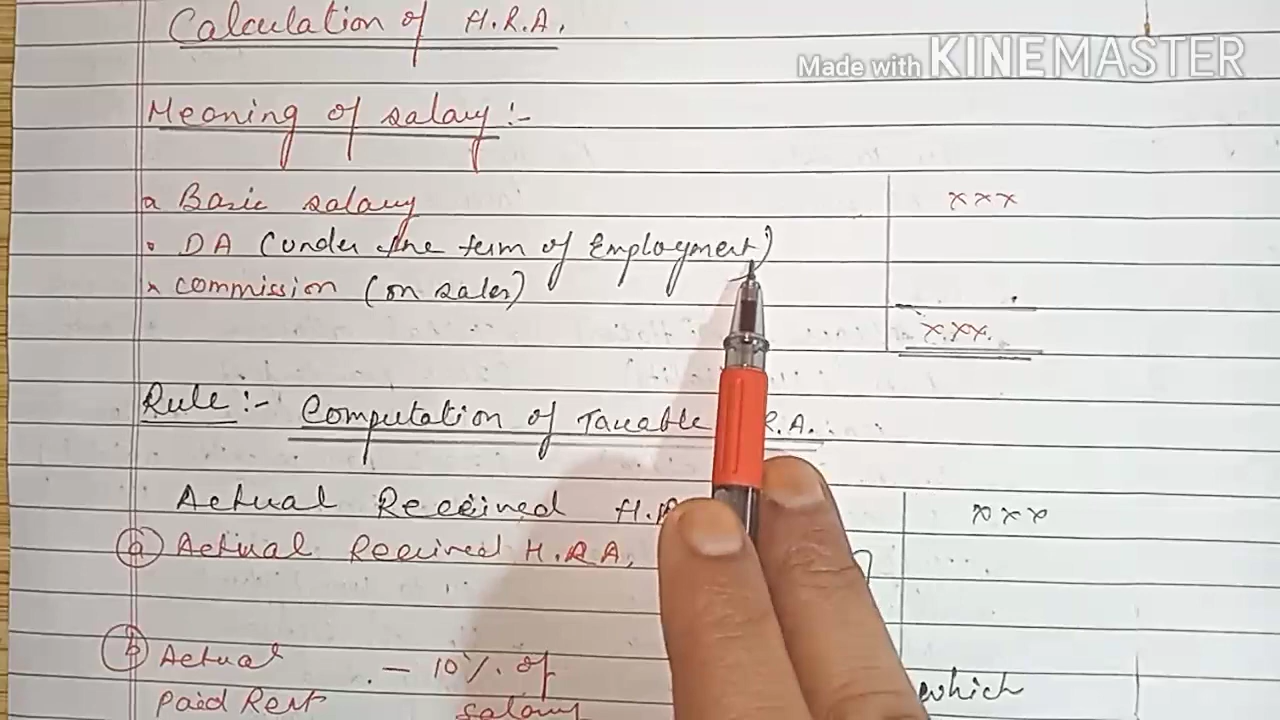 Calculation of H.R.A.
Made with KINEMASTER
Meaning of salary :-
Basic salary xxx
DA (under the term of Employment)
x commission (on sales)
x.xx.
Rule :- Computation of Taxable R.A.
Actual Received H.R xxx
(a) Actual Received H.R.A.
(b) Actual - 10% of which
paid Rent salary